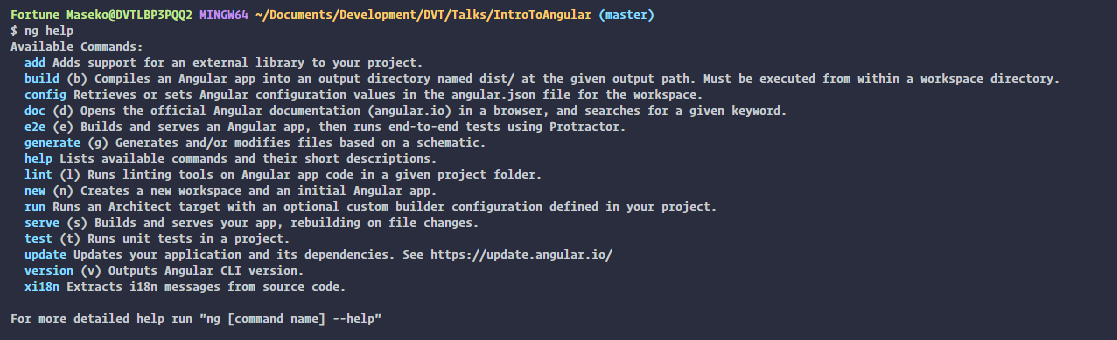 Fortune Maseko@DVTLBP3PQQ2 MINGW64 ~/Documents/Development/DVT/Talks/IntroToAngular (master)
$ ng help
Available Commands:
  add Adds support for an external library to your project.
  build (b) Compiles an Angular app into an output directory named dist/ at the given output path. Must be executed from within a workspace directory.
  config Retrieves or sets Angular configuration values in the angular.json file for the workspace.
  doc (d) Opens the official Angular documentation (angular.io) in a browser, and searches for a given keyword.
  e2e (e) Builds and serves an Angular app, then runs end-to-end tests using Protractor.
  generate (g) Generates and/or modifies files based on a schematic.
  help Lists available commands and their short descriptions.
  lint (l) Runs linting tools on Angular app code in a given project folder.
  new (n) Creates a new workspace and an initial Angular app.
  run Runs an Architect target with an optional custom builder configuration defined in your project.
  serve (s) Builds and serves your app, rebuilding on file changes.
  test (t) Runs unit tests in a project.
  update Updates your application and its dependencies. See https://update.angular.io/
  version (v) Outputs Angular CLI version.
  xi18n Extracts i18n messages from source code.
For more detailed help run "ng [command name] --help"